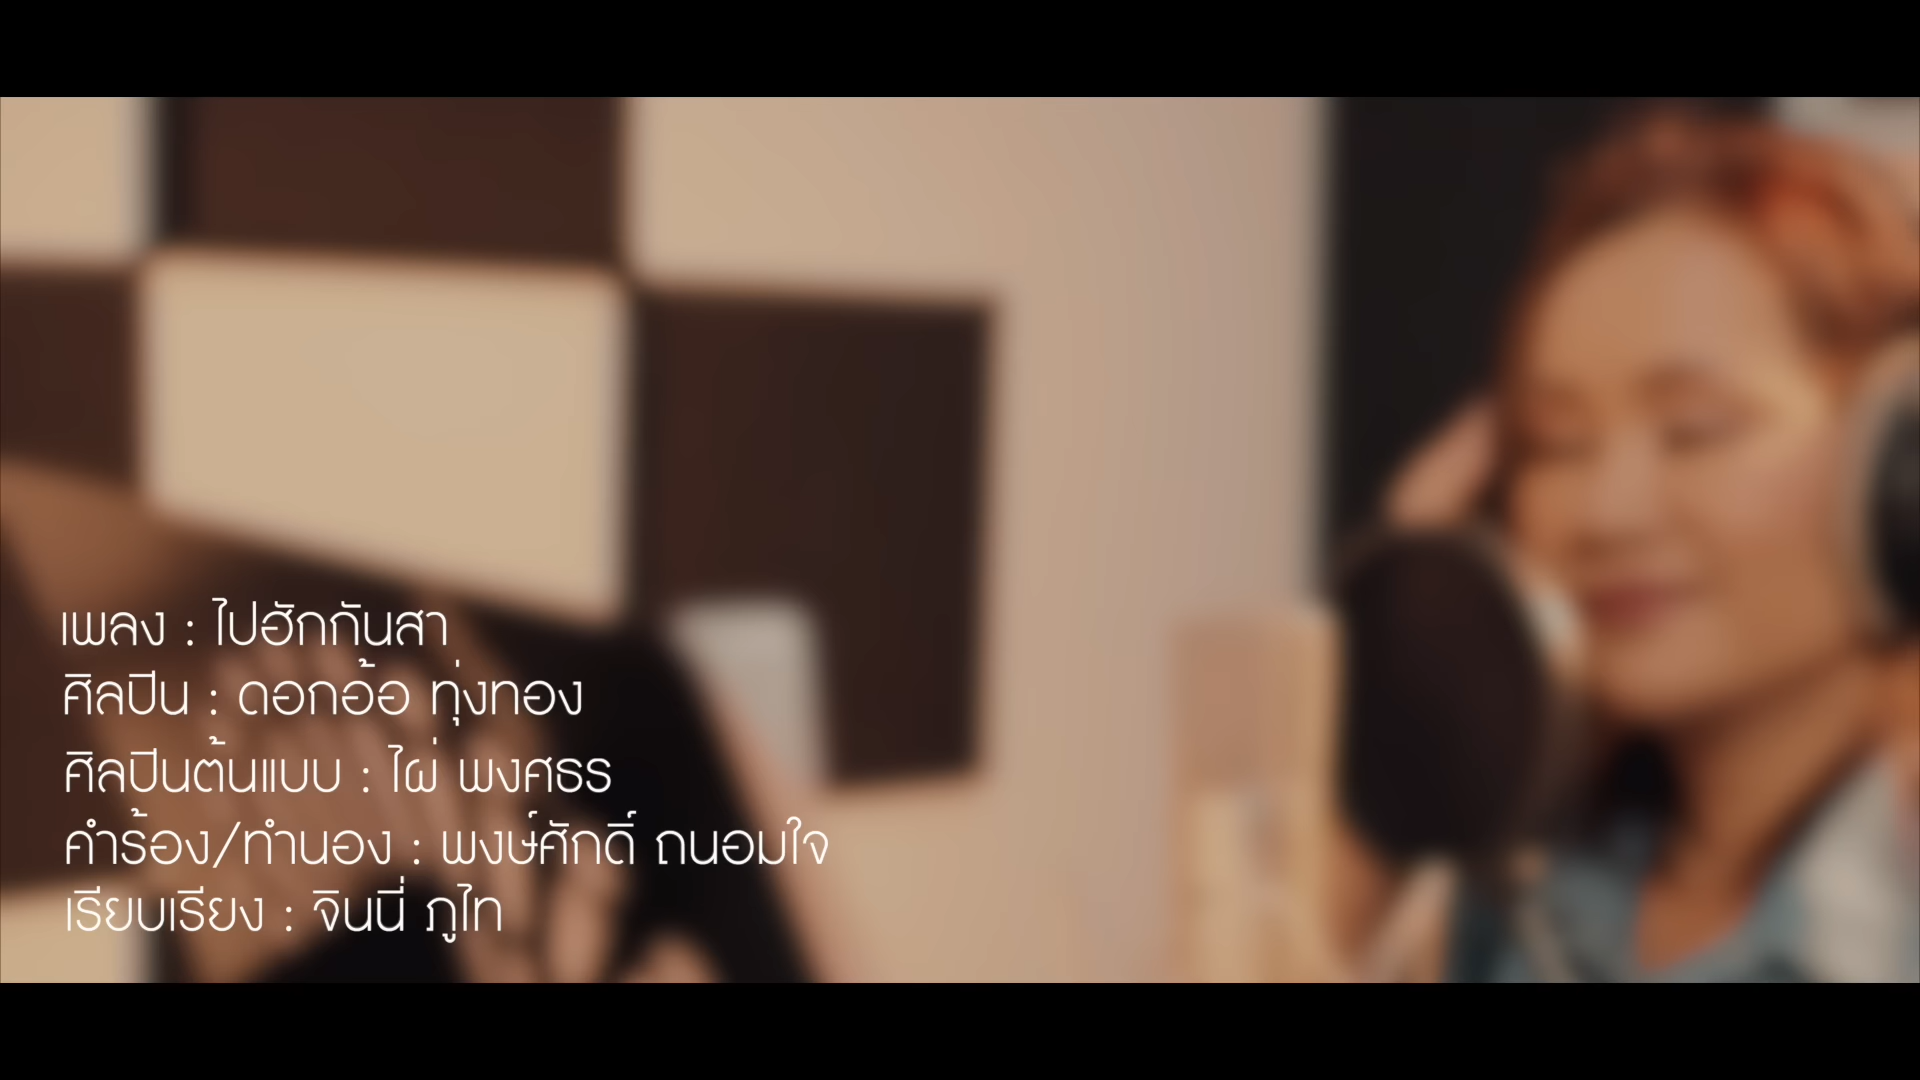 เพลง : ไปฮักกันสา
ศิลปิน : ดอกอ้อ ทุ่งทอง
ศิลปินต้นแบบ : ไผ่ พงศธร
คำร้อง/ทำนอง : พงษ์ศักดิ์ ถนอมใจ
เรียบเรียง : จินนี่ ภูไท